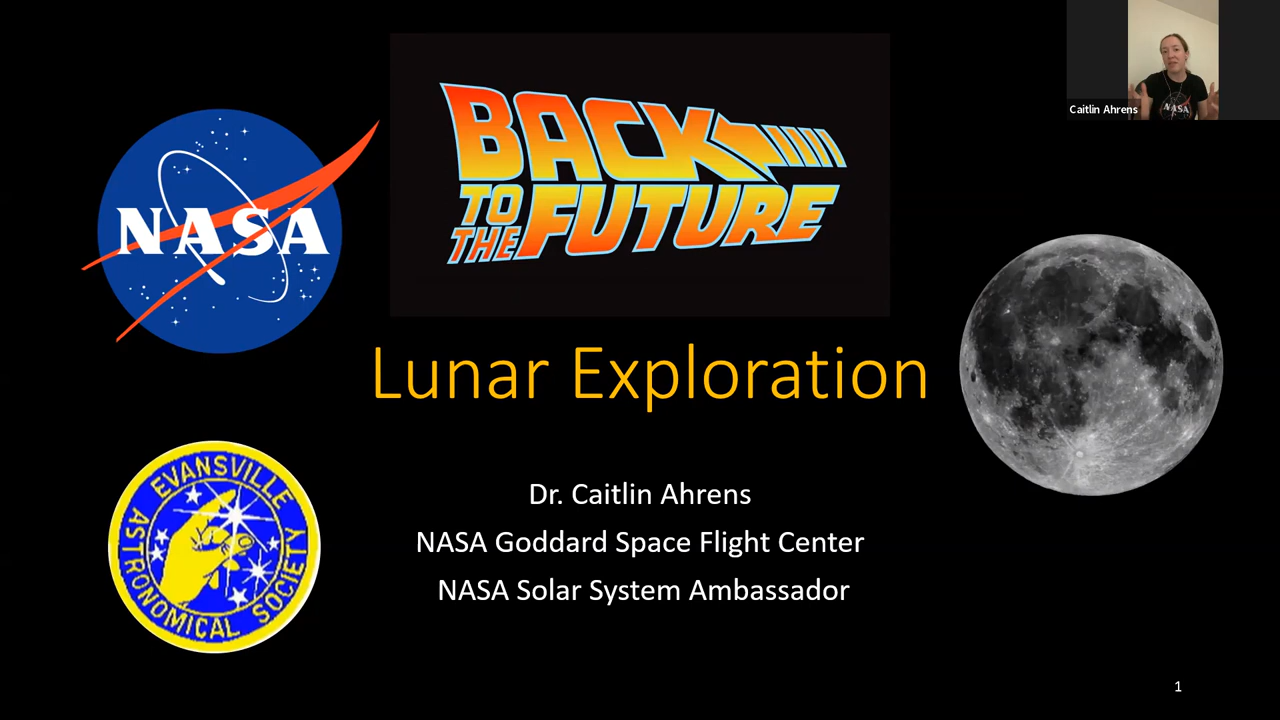 BACK
TO
THE FUTURE
Caitlin Ahrens
NASA
NASA
Lunar Exploration
EVANSVILLE ASTRONOMICAL SOCIETY
Dr. Caitlin Ahrens
NASA Goddard Space Flight Center
NASA Solar System Ambassador
1